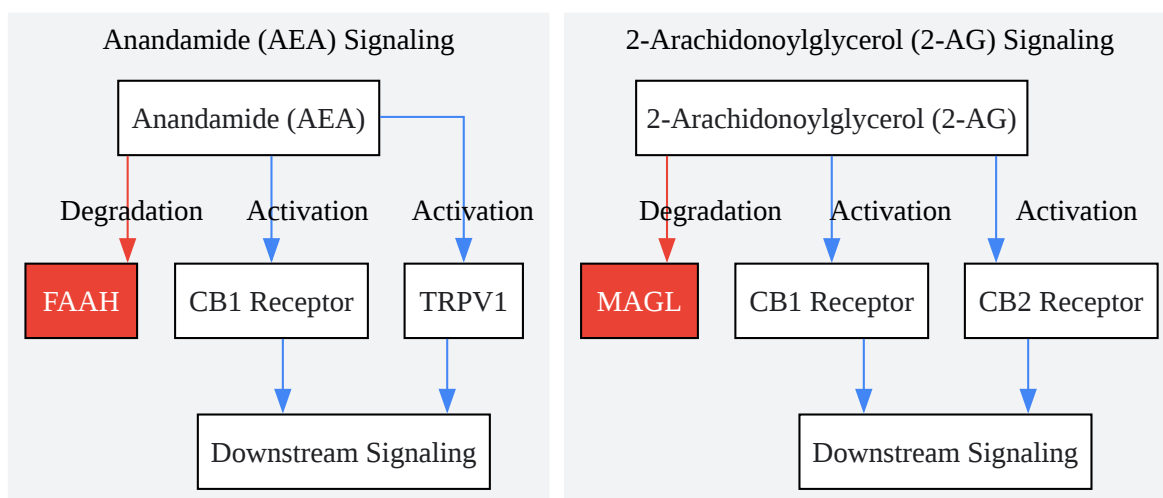 Anandamide (AEA) Signaling
Anandamide (AEA)
Degradation
Activation
Activation
FAAH
CB1 Receptor
TRPV1
Downstream Signaling
2-Arachidonoylglycerol (2-AG) Signaling
2-Arachidonoylglycerol (2-AG)
Degradation
Activation
Activation
MAGL
CB1 Receptor
CB2 Receptor
Downstream Signaling